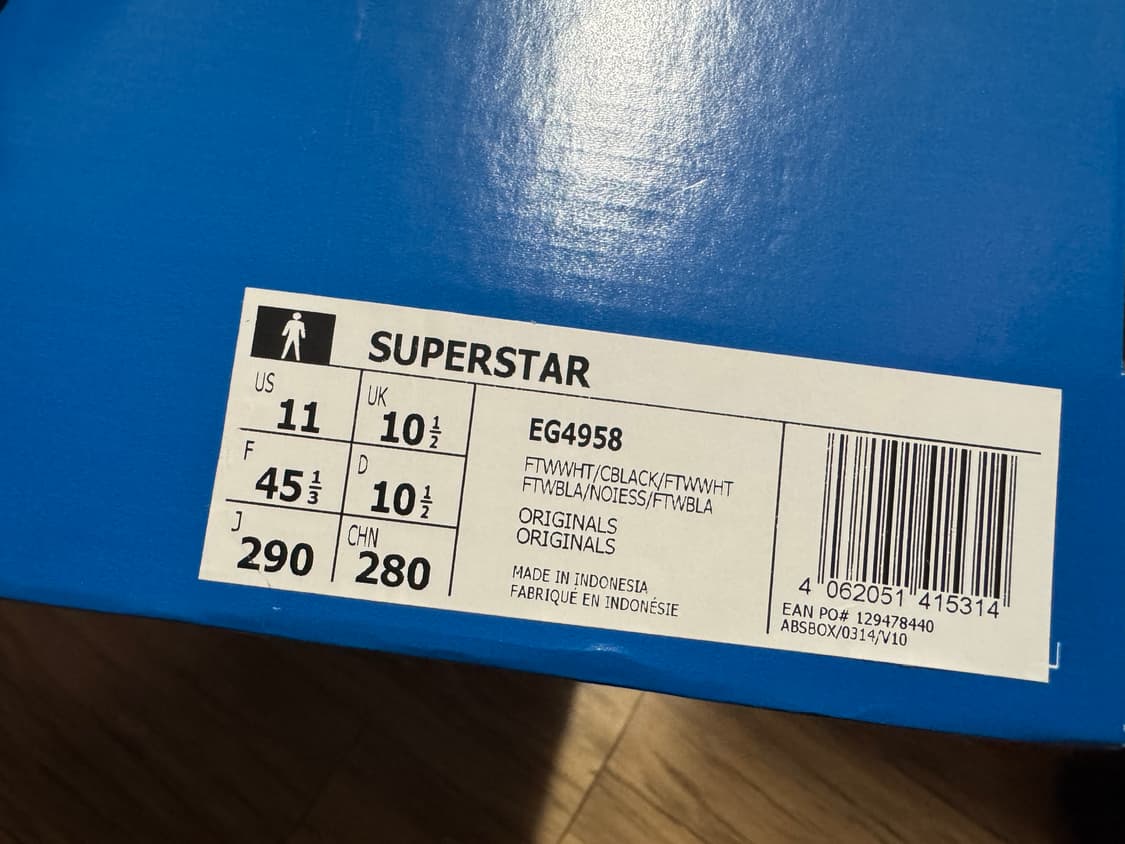 SUPERSTAR
US 11
UK 10 1/2
F 45 1/3
D 10 1/2
J 290
CHN 280
EG4958
FTWWHT/CBLACK/FTWWHT
FTWBLA/NOIESS/FTWBLA
ORIGINALS
ORIGINALS
MADE IN INDONESIA
FABRIQUÉ EN INDONÉSIE
4 062051 415314
EAN PO# 129478440
ABSBOX/0314/V10